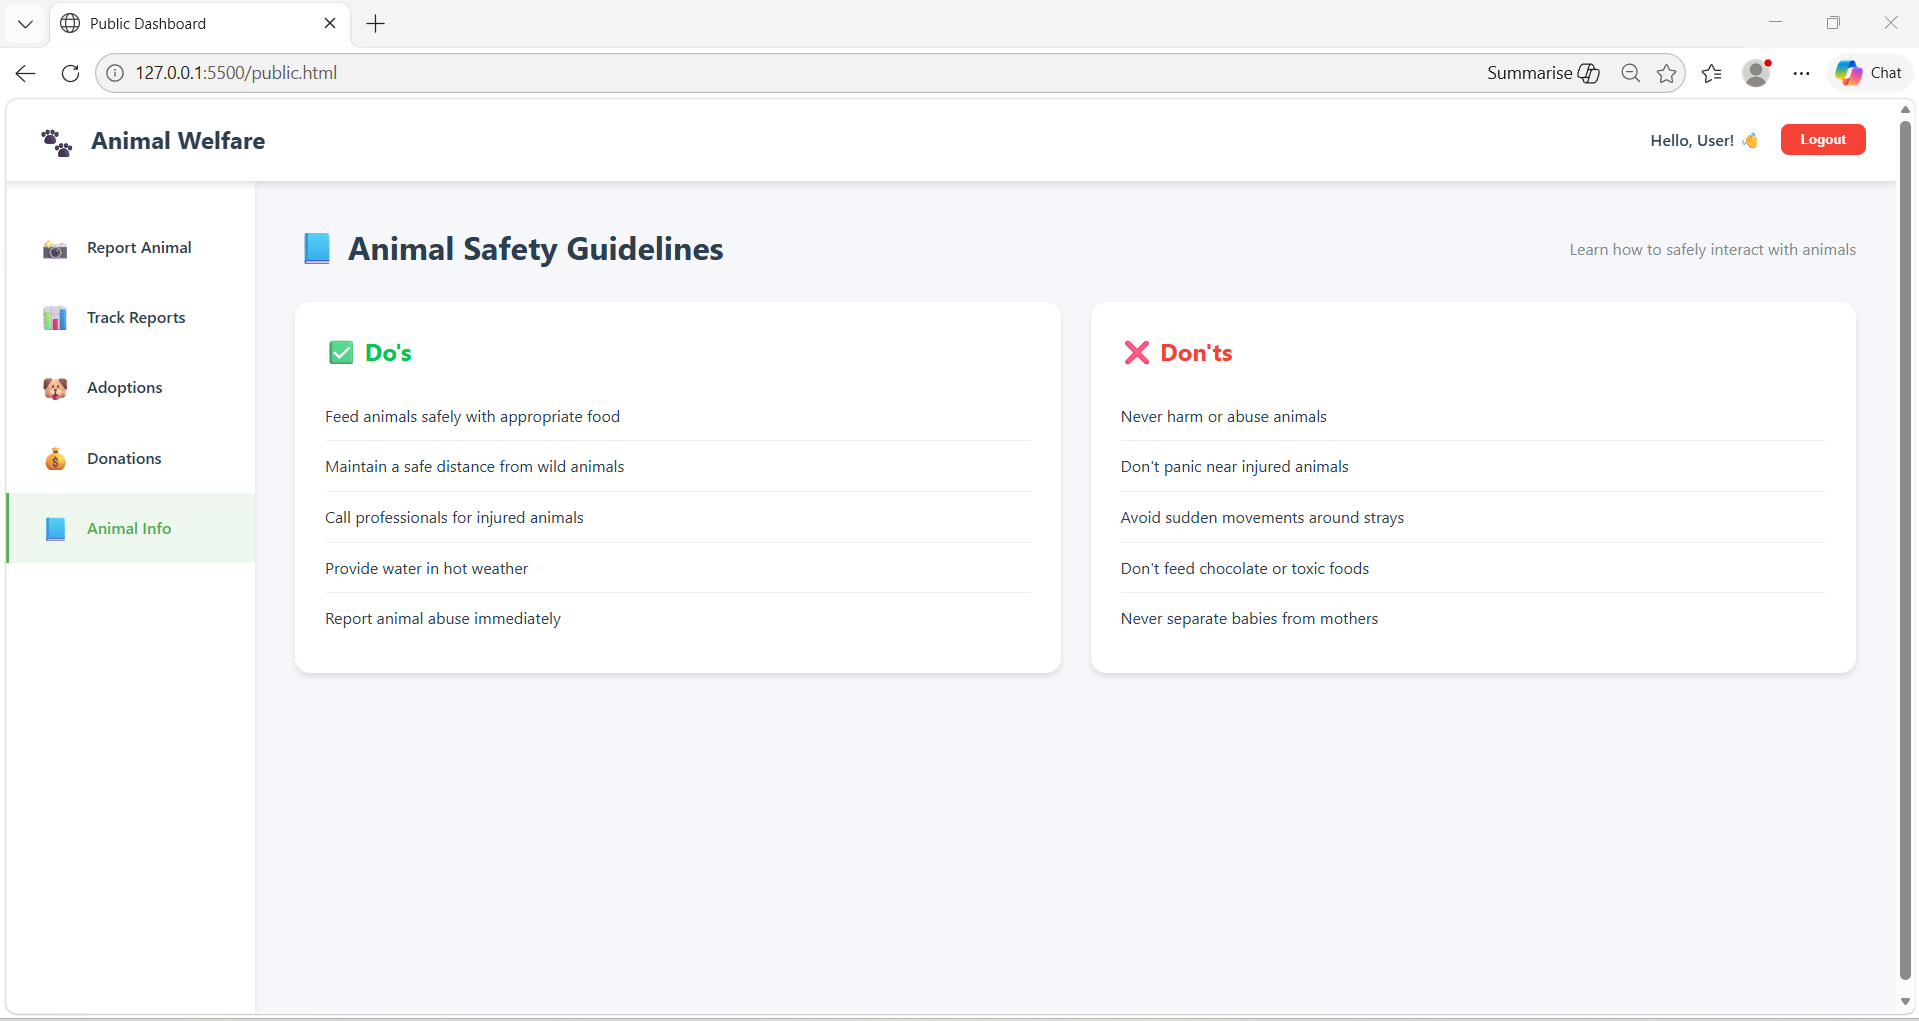 Public Dashboard
127.0.0.1:5500/public.html
Summarise
Chat
Animal Welfare
Hello, User! 👋
Logout
Report Animal
Track Reports
Adoptions
Donations
Animal Info
Animal Safety Guidelines
Learn how to safely interact with animals
Do's
Feed animals safely with appropriate food
Maintain a safe distance from wild animals
Call professionals for injured animals
Provide water in hot weather
Report animal abuse immediately
Don'ts
Never harm or abuse animals
Don't panic near injured animals
Avoid sudden movements around strays
Don't feed chocolate or toxic foods
Never separate babies from mothers